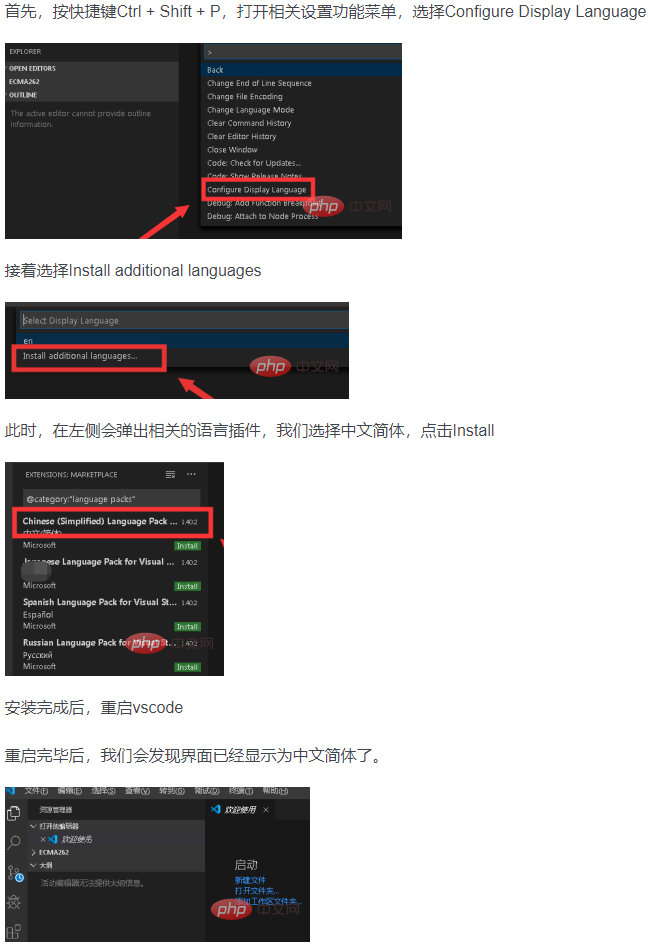 首先，按快捷键Ctrl + Shift + P，打开相关设置功能菜单，选择Configure Display Language
EXPLORER
OPEN EDITORS
ECMA262
OUTLINE
The active editor cannot provide outline
information.
>
Back
Change End of Line Sequence
Change File Encoding
Change Language Mode
Clear Command History
Clear Editor History
Close Window
Code: Check for Updates...
Code: Show Release Notes
Configure Display Language
Debug: Add Function Breakpoint
Debug: Attach to Node Process
php 中文网
接着选择Install additional languages
Select Display Language
en
Install additional languages...
php 中文网
此时，在左侧会弹出相关的语言插件，我们选择中文简体，点击Install
EXTENSIONS: MARKETPLACE
@category:"language packs"
Chinese (Simplified) Language Pack ... 1.40.2
中文(简体)
Microsoft Install
Japanese Language Pack for Visual ... 1.40.2
Microsoft Install
Spanish Language Pack for Visual St... 1.40.2
Español
Microsoft Install
Russian Language Pack for Visual St... 1.40.2
Русский
Microsoft Install
php 中文网
安装完成后，重启vscode
重启完毕后，我们会发现界面已经显示为中文简体了。
文件(F) 编辑(E) 选择(S) 查看(V) 转到(G) 调试(D) 终端(T) 帮助(H)
资源管理器
打开的编辑器
欢迎使用
ECMA262
大纲
活动编辑器无法提供大纲信息。
欢迎使用
启动
新建文件
打开文件夹...
添加工作区文件夹...
php 中文网